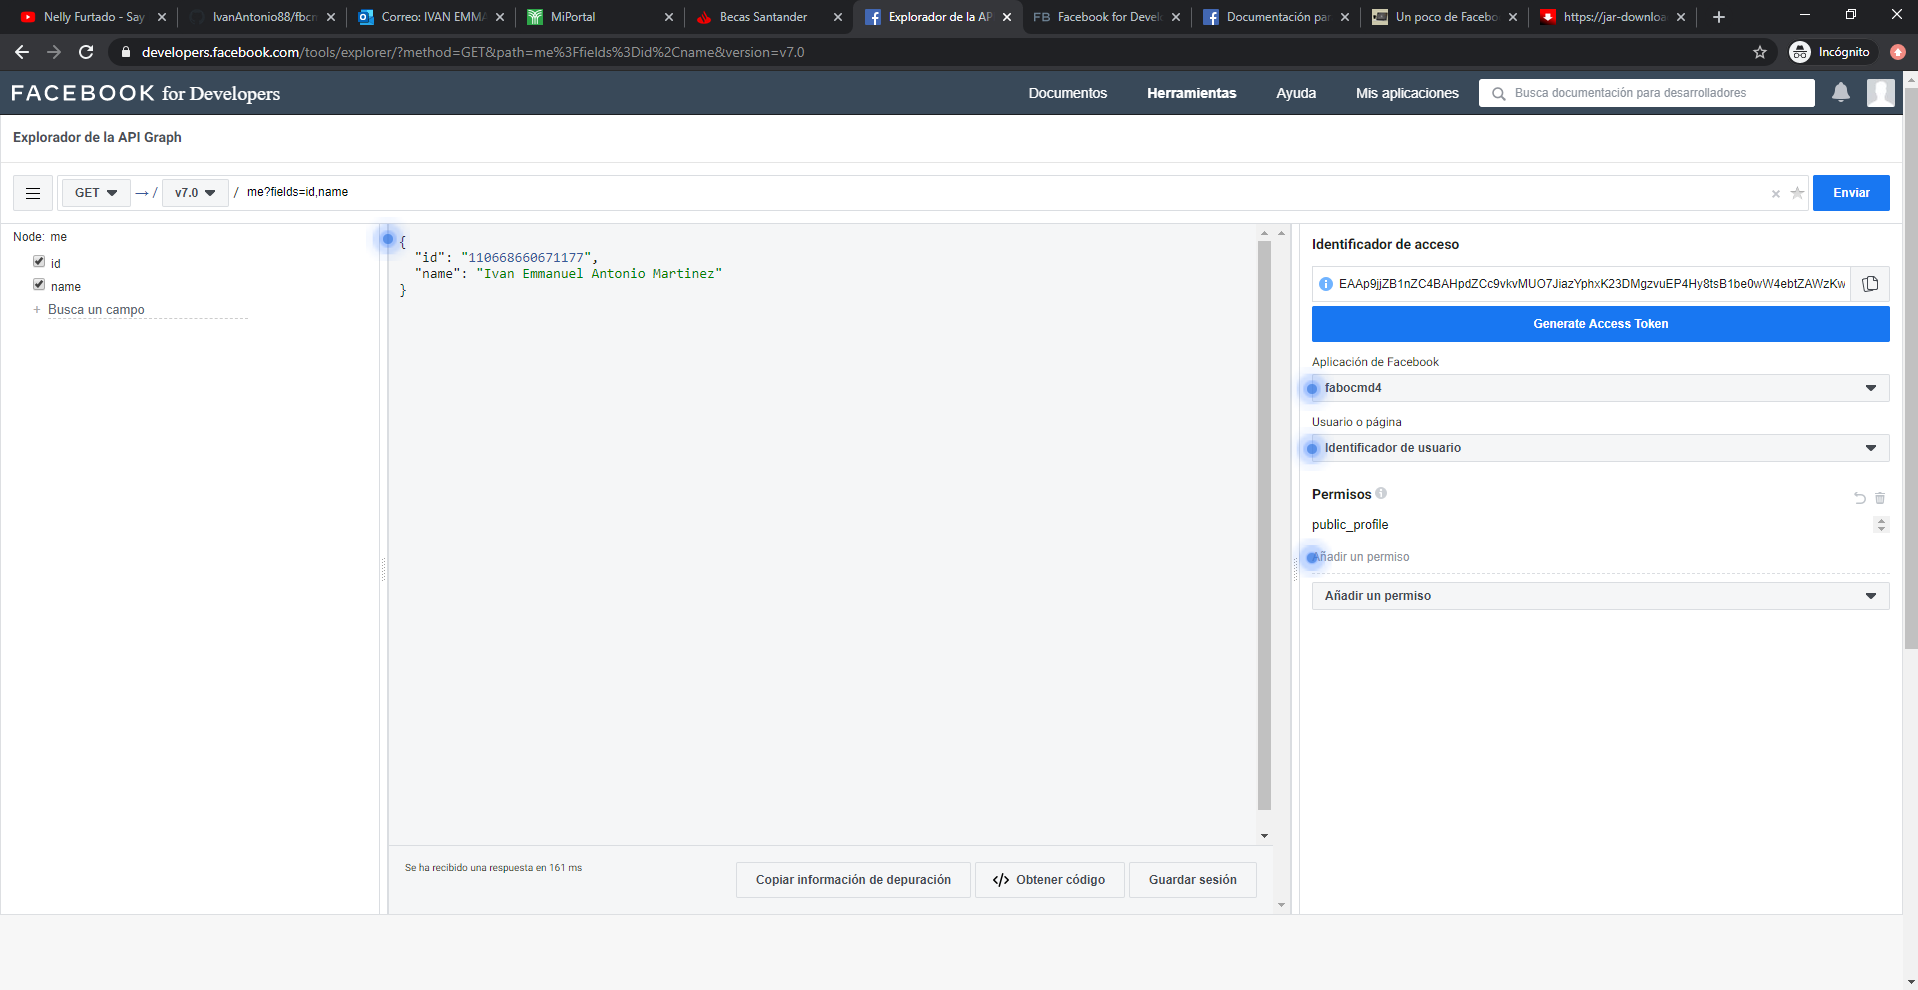 Nelly Furtado - Say
IvanAntonio88/fbcm
Correo: IVAN EMMA
MiPortal
Becas Santander
Explorador de la AP
FB Facebook for Devel
Documentación par
Un poco de Facebo
https://jar-downloa
developers.facebook.com/tools/explorer/?method=GET&path=me%3Ffields%3Did%2Cname&version=v7.0
Incógnito
FACEBOOK for Developers
Documentos
Herramientas
Ayuda
Mis aplicaciones
Busca documentación para desarrolladores
Explorador de la API Graph
GET → / v7.0 / me?fields=id,name
Enviar
Node: me
id
name
+ Busca un campo
{
"id": "110668660671177",
"name": "Ivan Emmanuel Antonio Martinez"
}
Se ha recibido una respuesta en 161 ms
Copiar información de depuración
</> Obtener código
Guardar sesión
Identificador de acceso
EAAp9jjZB1nZC4BAHpdZCc9vkvMUO7JiazYphxK23DMgzvuEP4Hy8tsB1be0wW4ebtZAWzKw
Generate Access Token
Aplicación de Facebook
fabocmd4
Usuario o página
Identificador de usuario
Permisos
public_profile
Añadir un permiso
Añadir un permiso